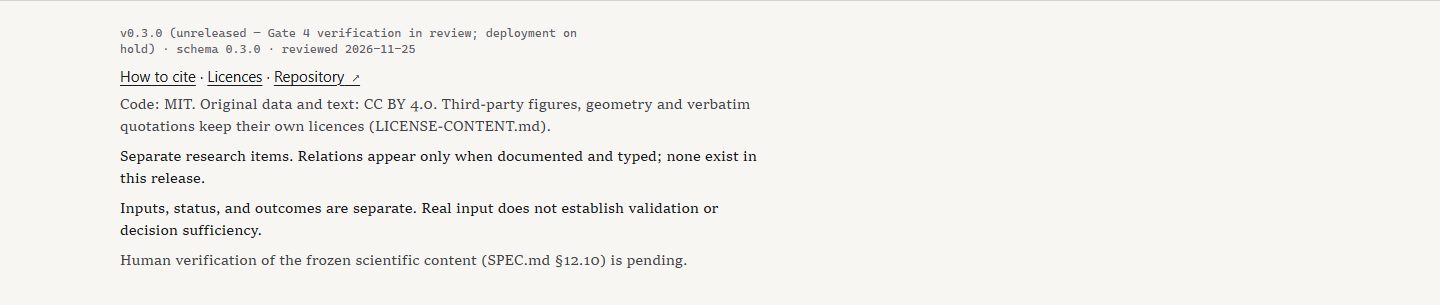 v0.3.0 (unreleased — Gate 4 verification in review; deployment on
hold) · schema 0.3.0 · reviewed 2026-11-25
How to cite · Licences · Repository ↗
Code: MIT. Original data and text: CC BY 4.0. Third-party figures, geometry and verbatim
quotations keep their own licences (LICENSE-CONTENT.md).
Separate research items. Relations appear only when documented and typed; none exist in
this release.
Inputs, status, and outcomes are separate. Real input does not establish validation or
decision sufficiency.
Human verification of the frozen scientific content (SPEC.md §12.10) is pending.